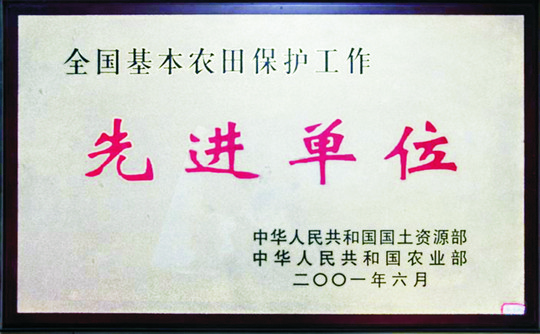 全国基本农田保护工作
先进单位
中华人民共和国国土资源部
中华人民共和国农业部
二〇〇一年六月